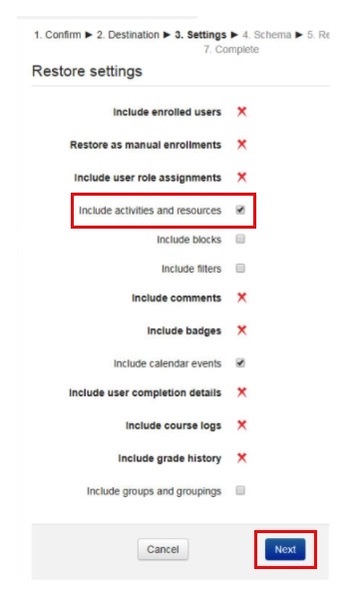 1. Confirm ► 2. Destination ► 3. Settings ► 4. Schema ► 5. Re
7. Complete
Restore settings
Include enrolled users
Restore as manual enrollments
Include user role assignments
Include activities and resources
Include blocks
Include filters
Include comments
Include badges
Include calendar events
Include user completion details
Include course logs
Include grade history
Include groups and groupings
Cancel Next